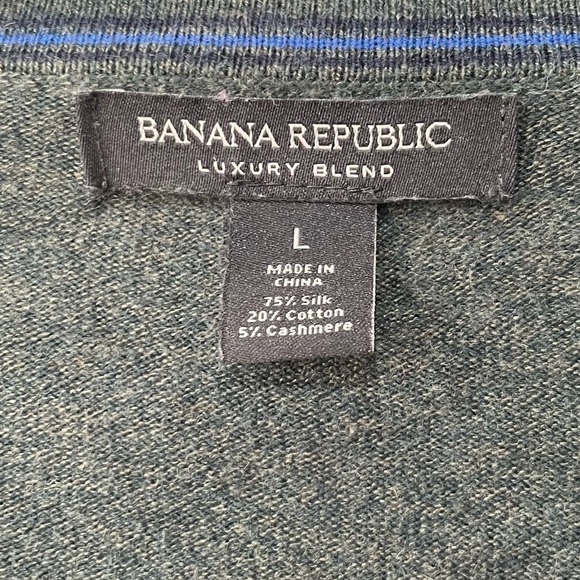 BANANA REPUBLIC
LUXURY BLEND
L
MADE IN
CHINA
75% Silk
20% Cotton
5% Cashmere